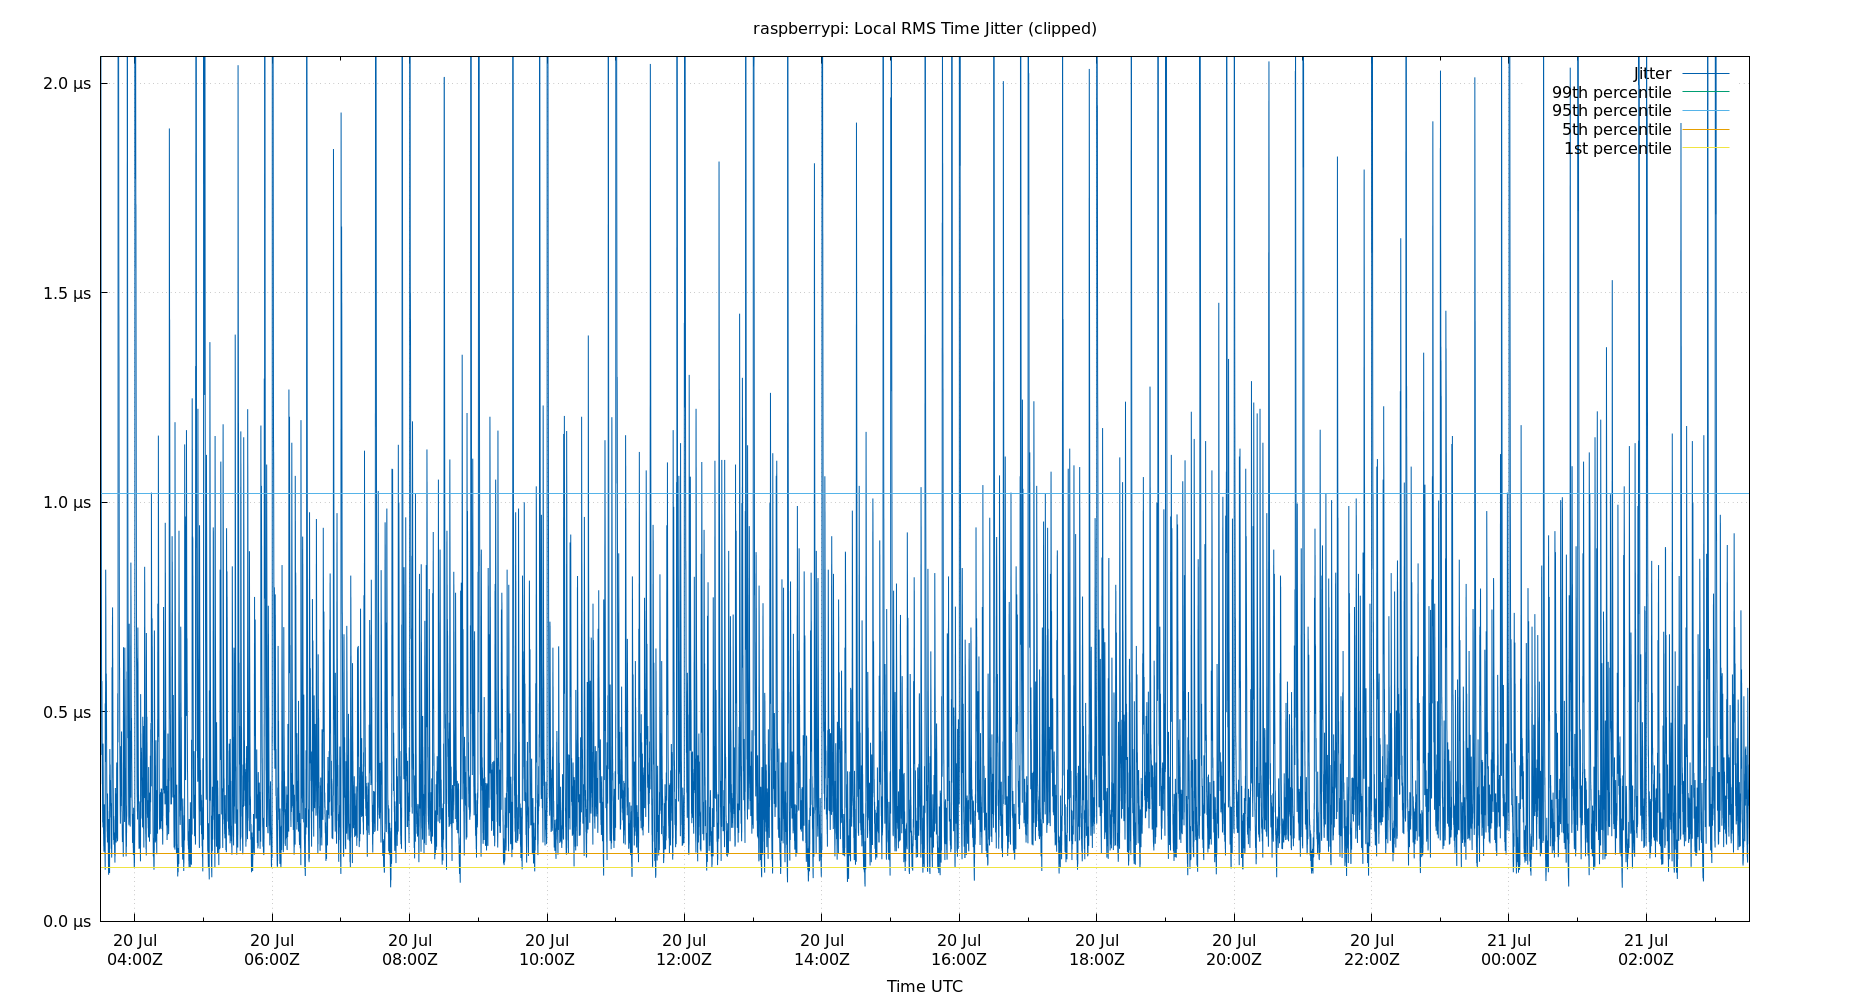 raspberrypi: Local RMS Time Jitter (clipped)
Jitter
99th percentile
95th percentile
5th percentile
1st percentile
2.0 µs
1.5 µs
1.0 µs
0.5 µs
0.0 µs
20 Jul 20 Jul 20 Jul 20 Jul 20 Jul 20 Jul 20 Jul 20 Jul 20 Jul 20 Jul 21 Jul 21 Jul
04:00Z 06:00Z 08:00Z 10:00Z 12:00Z 14:00Z 16:00Z 18:00Z 20:00Z 22:00Z 00:00Z 02:00Z
Time UTC